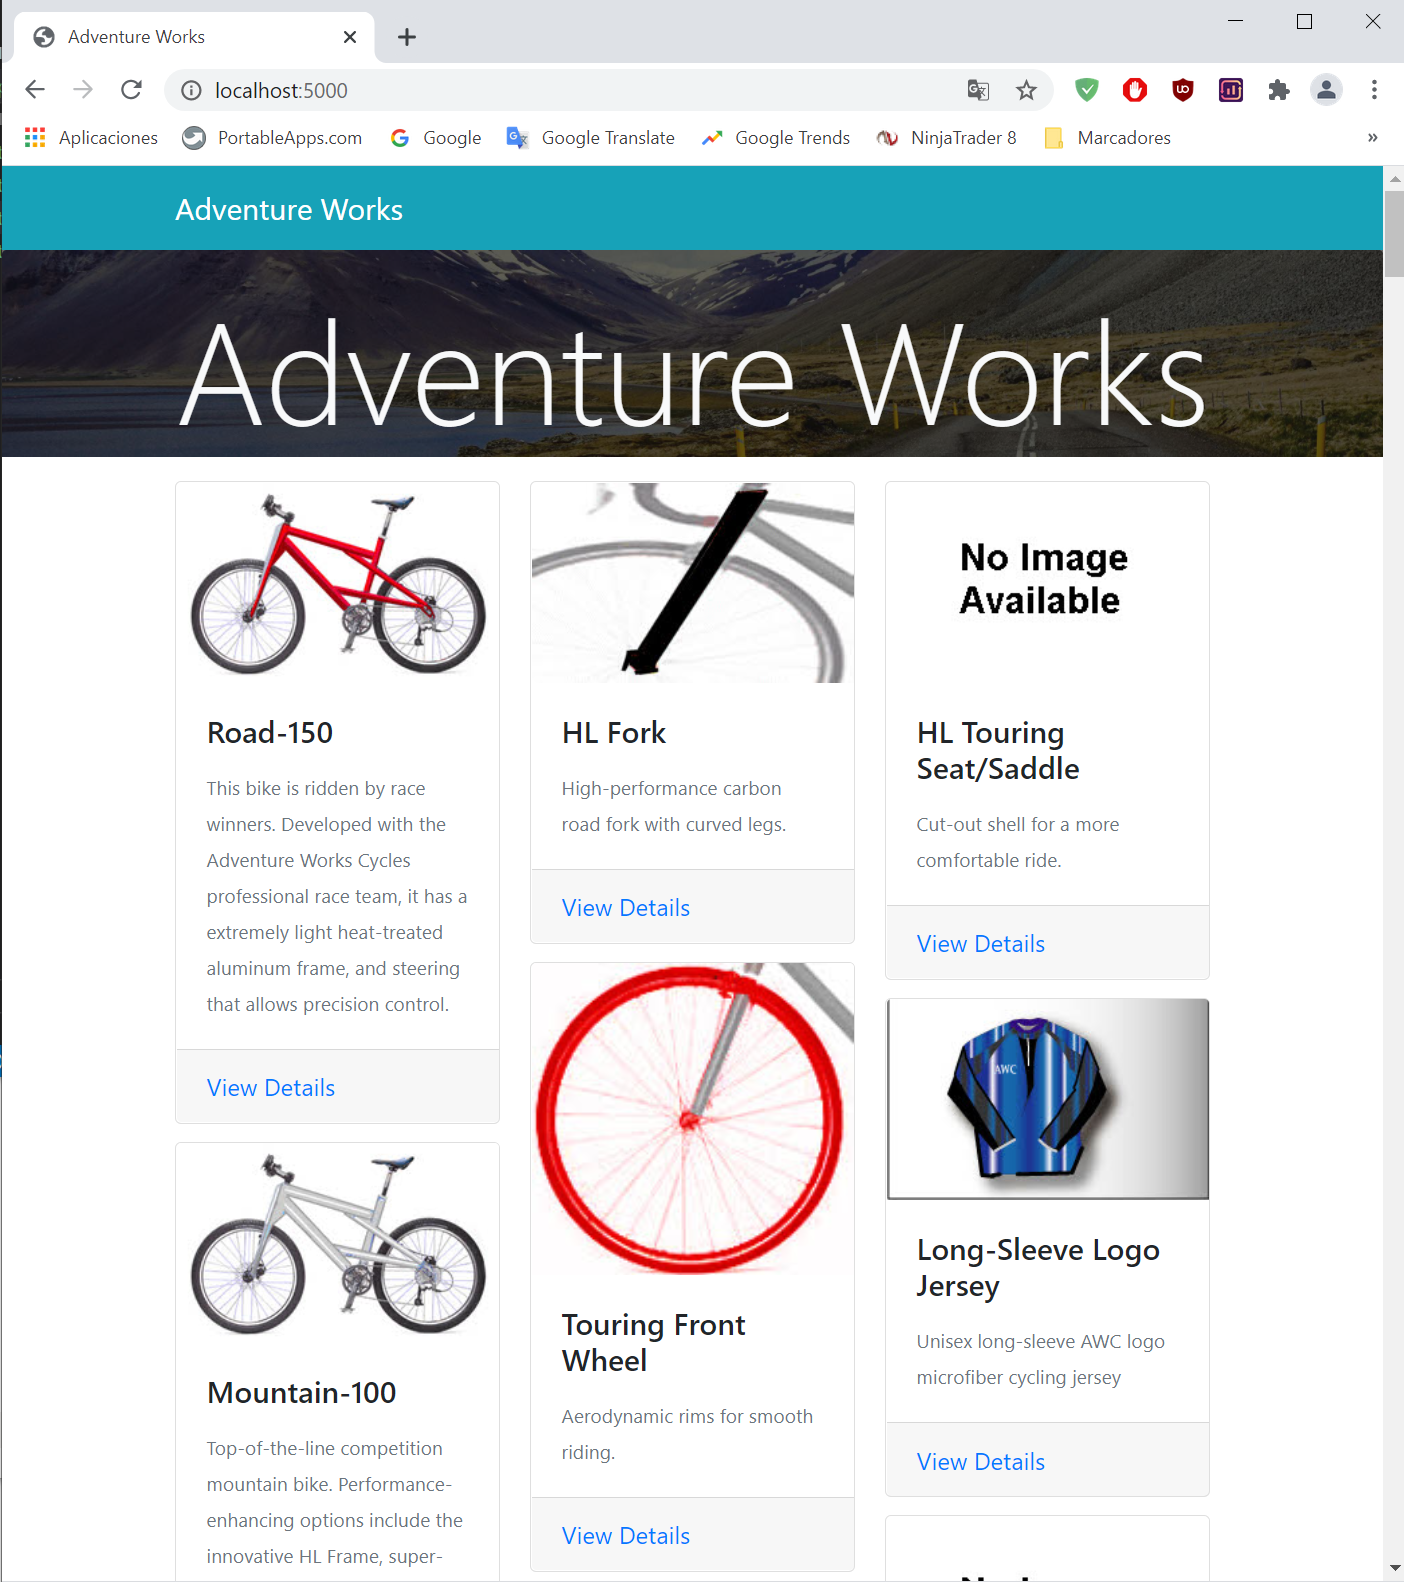 Adventure Works
localhost:5000
Aplicaciones PortableApps.com Google Google Translate Google Trends NinjaTrader 8 Marcadores »
Adventure Works
Adventure Works
Road-150
This bike is ridden by race
winners. Developed with the
Adventure Works Cycles
professional race team, it has a
extremely light heat-treated
aluminum frame, and steering
that allows precision control.
View Details
Mountain-100
Top-of-the-line competition
mountain bike. Performance-
enhancing options include the
innovative HL Frame, super-
HL Fork
High-performance carbon
road fork with curved legs.
View Details
Touring Front
Wheel
Aerodynamic rims for smooth
riding.
View Details
No Image
Available
HL Touring
Seat/Saddle
Cut-out shell for a more
comfortable ride.
View Details
AWC
Long-Sleeve Logo
Jersey
Unisex long-sleeve AWC logo
microfiber cycling jersey
View Details